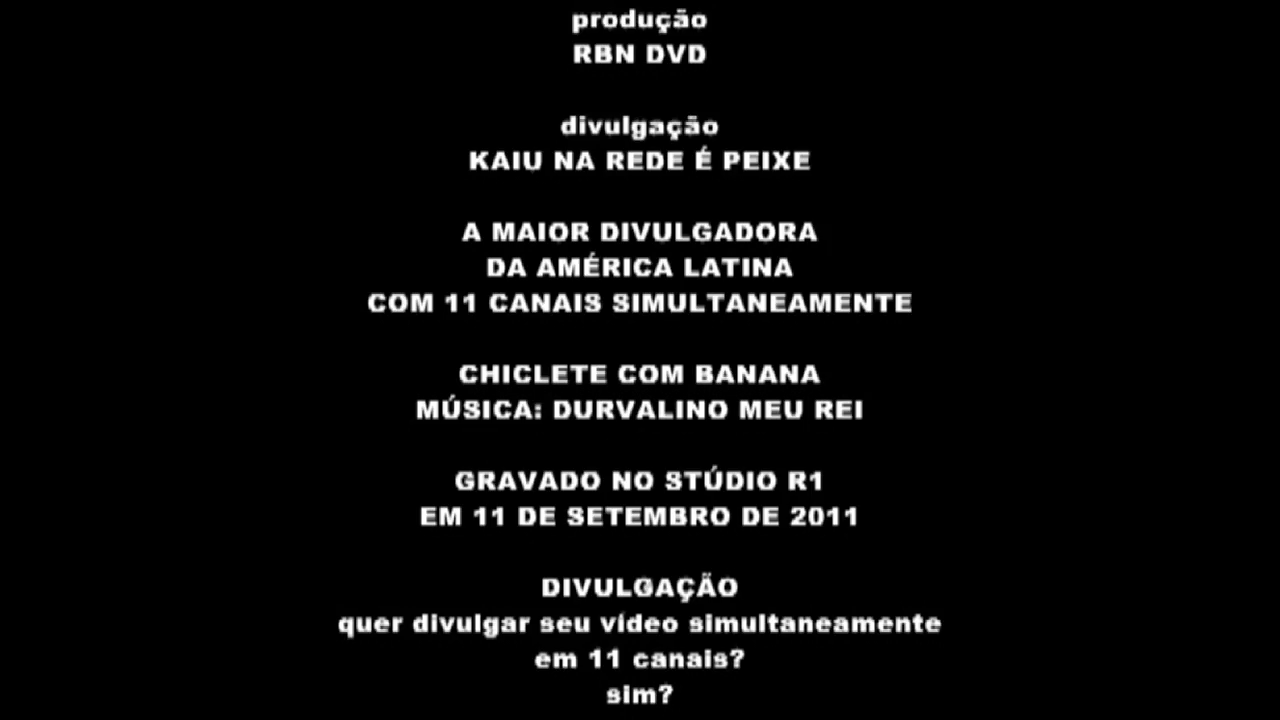 produção
RBN DVD
divulgação
KAIU NA REDE É PEIXE
A MAIOR DIVULGADORA
DA AMÉRICA LATINA
COM 11 CANAIS SIMULTANEAMENTE
CHICLETE COM BANANA
MÚSICA: DURVALINO MEU REI
GRAVADO NO STÚDIO R1
EM 11 DE SETEMBRO DE 2011
DIVULGAÇÃO
quer divulgar seu vídeo simultaneamente
em 11 canais?
sim?